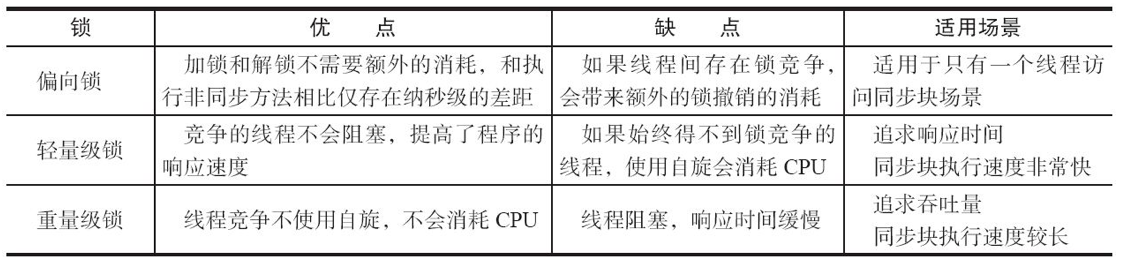 锁 优 点 缺 点 适用场景
偏向锁 加锁和解锁不需要额外的消耗，和执行非同步方法相比仅存在纳秒级的差距 如果线程间存在锁竞争，会带来额外的锁撤销的消耗 适用于只有一个线程访问同步块场景
轻量级锁 竞争的线程不会阻塞，提高了程序的响应速度 如果始终得不到锁竞争的线程，使用自旋会消耗 CPU 追求响应时间 同步块执行速度非常快
重量级锁 线程竞争不使用自旋，不会消耗 CPU 线程阻塞，响应时间缓慢 追求吞吐量 同步块执行速度较长